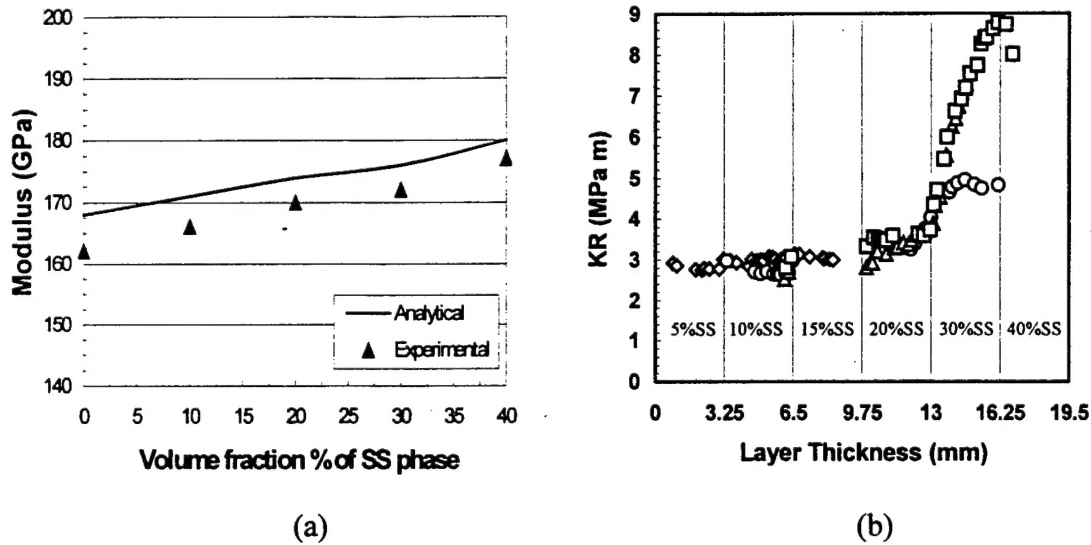 200
190
180
170
160
150
140
Modulus (GPa)
Analytical
Experimental
0 5 10 15 20 25 30 35 40
Volume fraction % of SS phase
(a)
9
8
7
6
5
4
3
2
1
0
KR (MPa m)
5%SS 10%SS 15%SS 20%SS 30%SS 40%SS
0 3.25 6.5 9.75 13 16.25 19.5
Layer Thickness (mm)
(b)